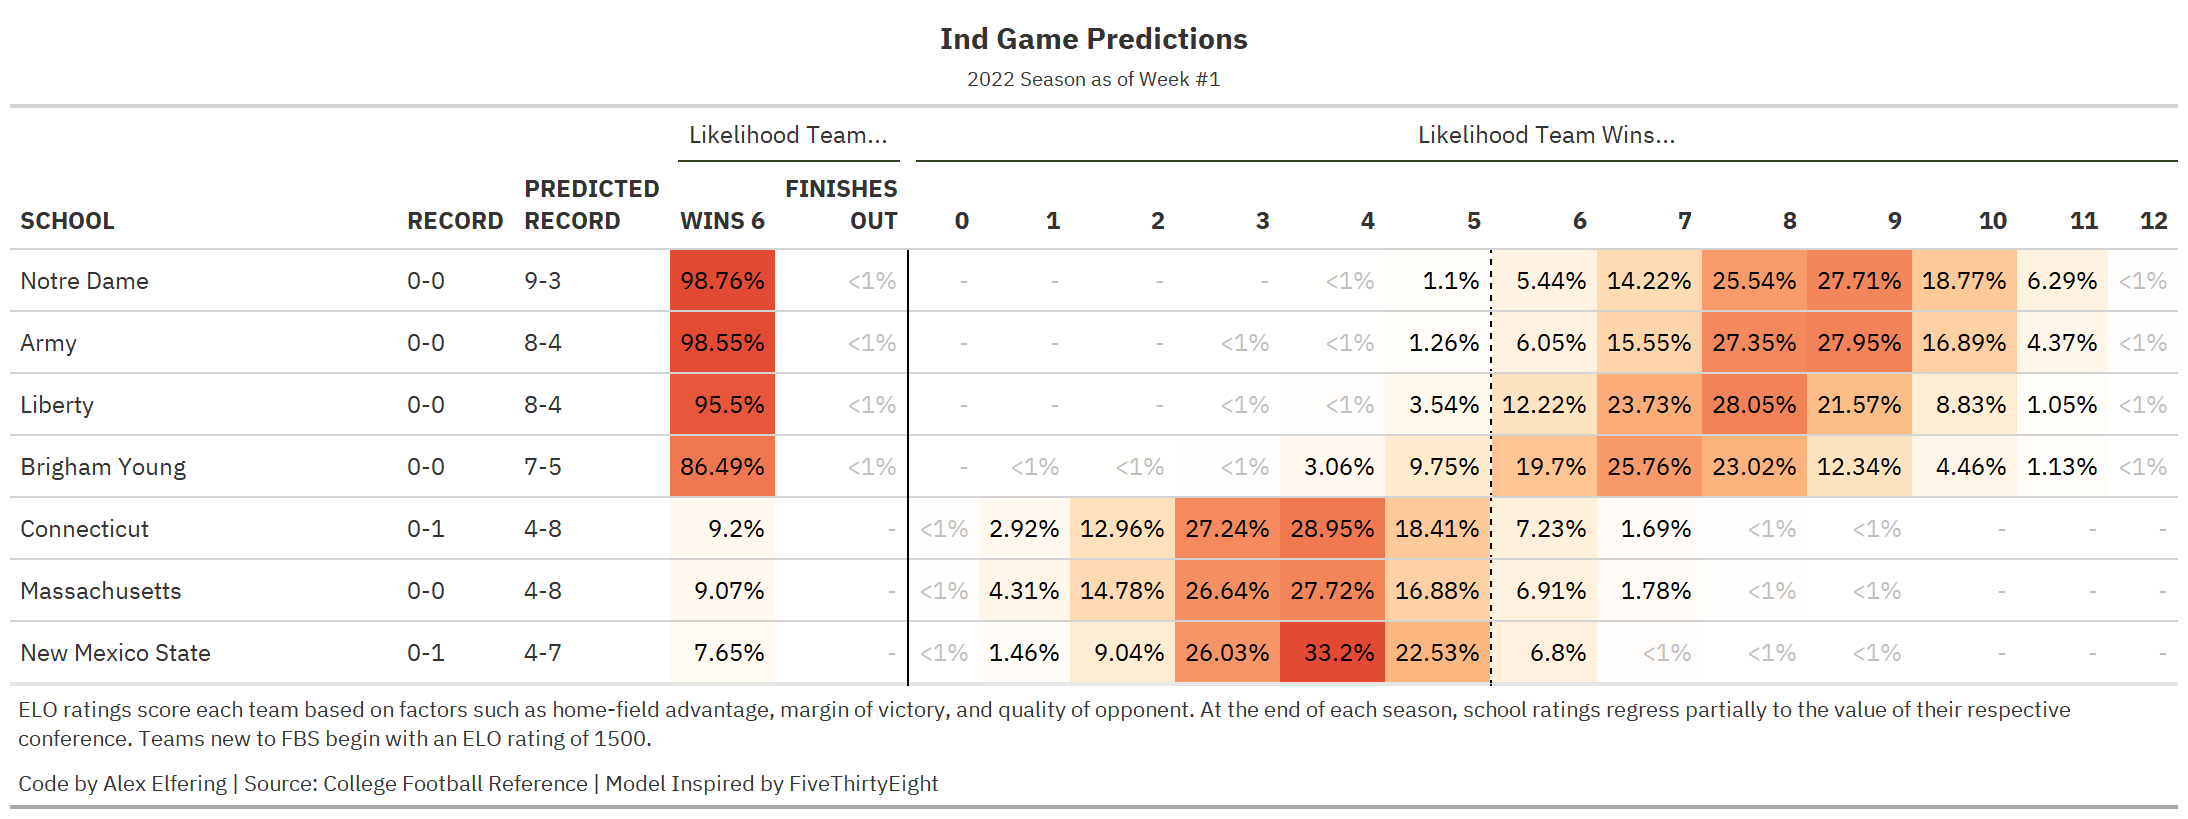 Ind Game Predictions
2022 Season as of Week #1
Likelihood Team... Likelihood Team Wins...
SCHOOL RECORD PREDICTED RECORD WINS 6 FINISHES OUT 0 1 2 3 4 5 6 7 8 9 10 11 12
Notre Dame 0-0 9-3 98.76% <1% - - - - <1% 1.1% 5.44% 14.22% 25.54% 27.71% 18.77% 6.29% <1%
Army 0-0 8-4 98.55% <1% - - - <1% <1% 1.26% 6.05% 15.55% 27.35% 27.95% 16.89% 4.37% <1%
Liberty 0-0 8-4 95.5% <1% - - - <1% <1% 3.54% 12.22% 23.73% 28.05% 21.57% 8.83% 1.05% <1%
Brigham Young 0-0 7-5 86.49% <1% - <1% <1% <1% 3.06% 9.75% 19.7% 25.76% 23.02% 12.34% 4.46% 1.13% <1%
Connecticut 0-1 4-8 9.2% - <1% 2.92% 12.96% 27.24% 28.95% 18.41% 7.23% 1.69% <1% <1% - - -
Massachusetts 0-0 4-8 9.07% - <1% 4.31% 14.78% 26.64% 27.72% 16.88% 6.91% 1.78% <1% <1% - - -
New Mexico State 0-1 4-7 7.65% - <1% 1.46% 9.04% 26.03% 33.2% 22.53% 6.8% <1% <1% <1% - - -
ELO ratings score each team based on factors such as home-field advantage, margin of victory, and quality of opponent. At the end of each season, school ratings regress partially to the value of their respective
conference. Teams new to FBS begin with an ELO rating of 1500.
Code by Alex Elfering | Source: College Football Reference | Model Inspired by FiveThirtyEight